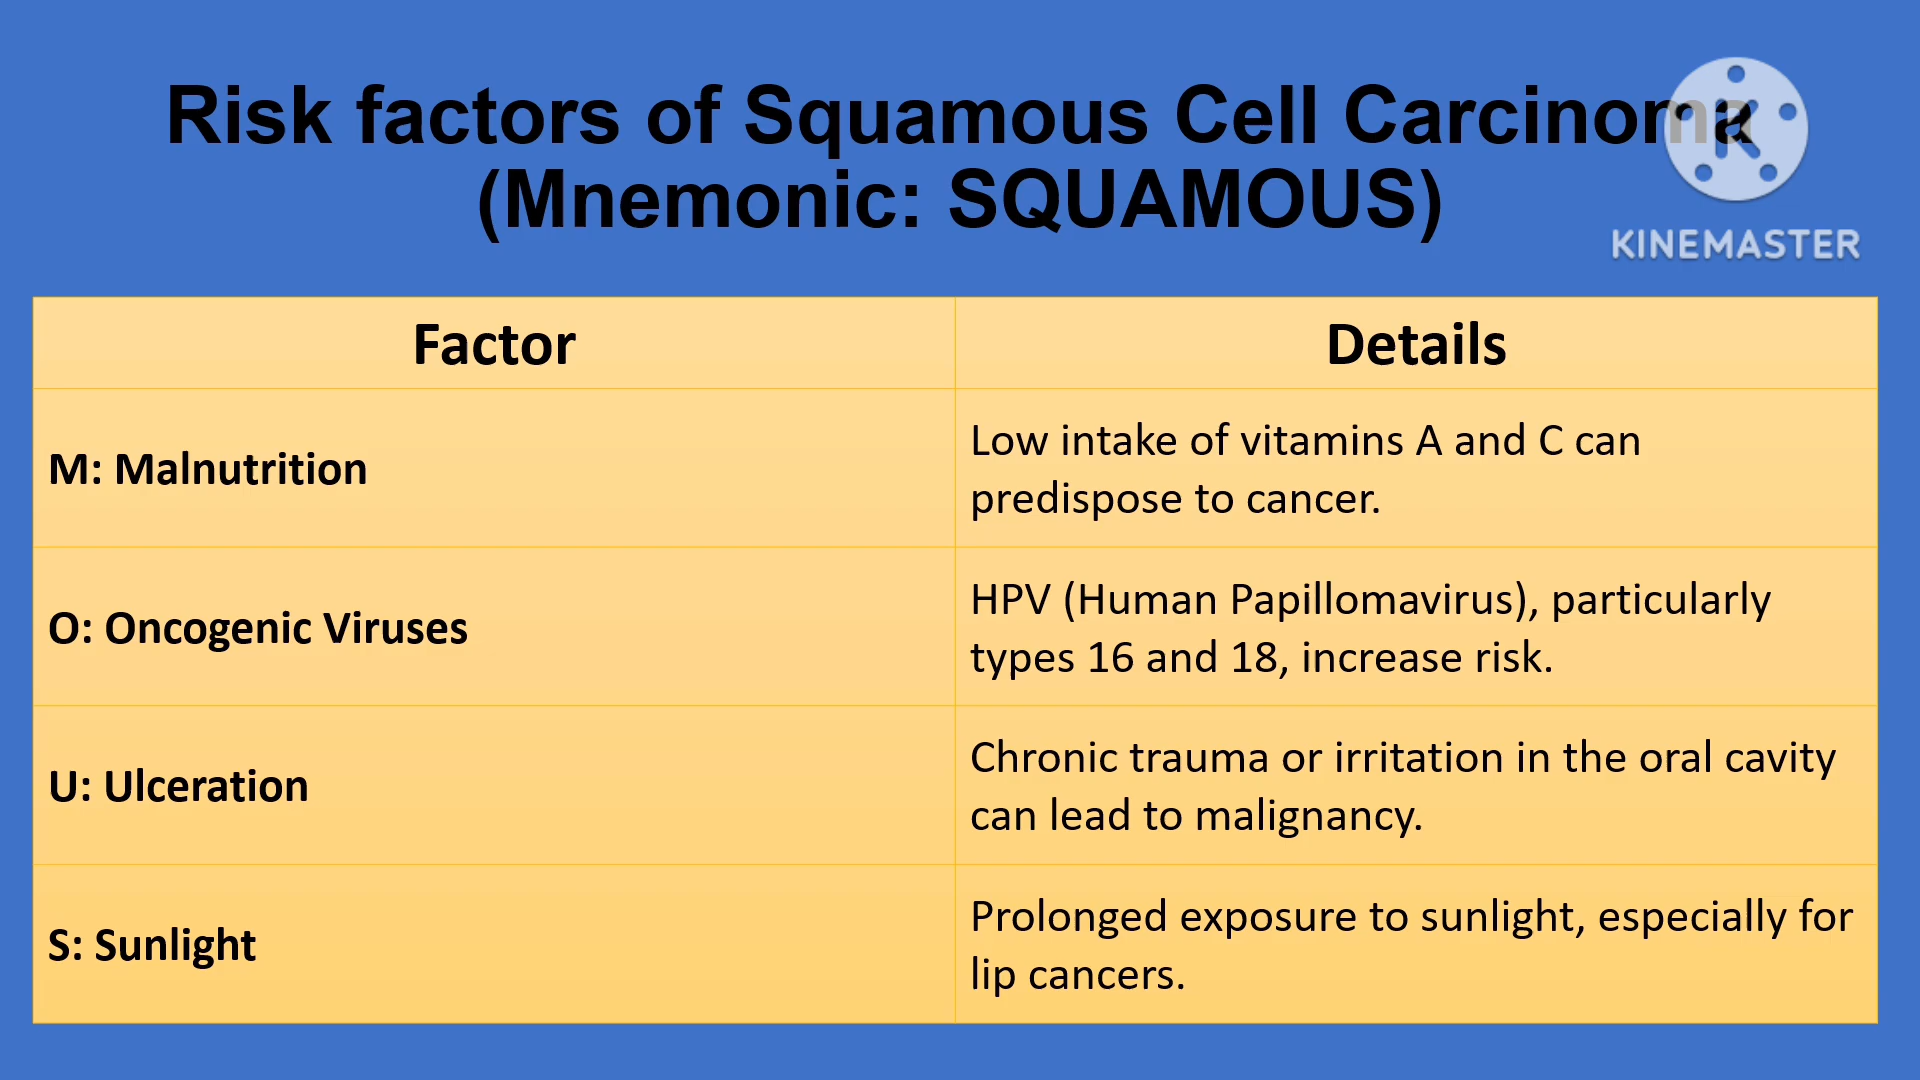 Risk factors of Squamous Cell Carcinoma
(Mnemonic: SQUAMOUS)
KINEMASTER
Factor
Details
M: Malnutrition
Low intake of vitamins A and C can
predispose to cancer.
O: Oncogenic Viruses
HPV (Human Papillomavirus), particularly
types 16 and 18, increase risk.
U: Ulceration
Chronic trauma or irritation in the oral cavity
can lead to malignancy.
S: Sunlight
Prolonged exposure to sunlight, especially for
lip cancers.